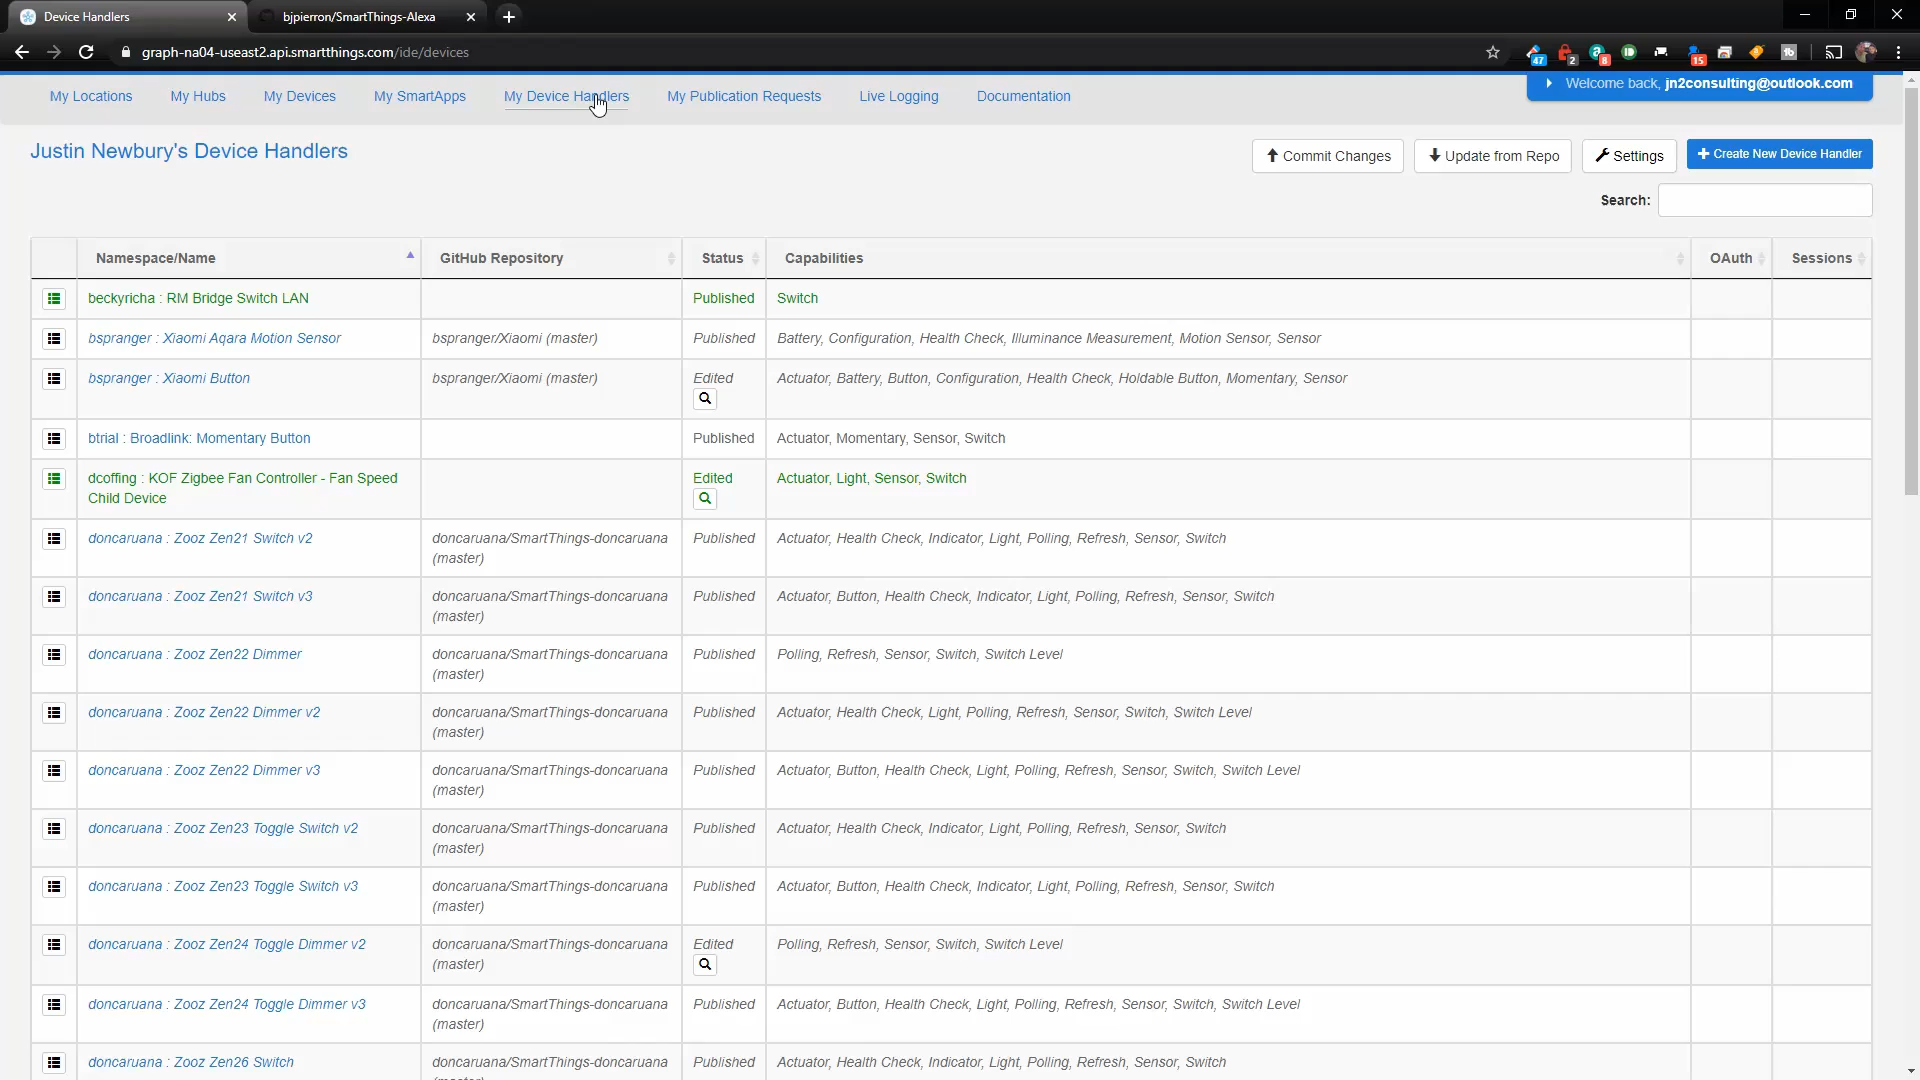 Device Handlers
bjpierron/SmartThings-Alexa
graph-na04-useast2.api.smartthings.com/ide/devices
47
2
8
15
My Locations
My Hubs
My Devices
My SmartApps
My Device Handlers
My Publication Requests
Live Logging
Documentation
Welcome back, jn2consulting@outlook.com
Justin Newbury's Device Handlers
Commit Changes
Update from Repo
Settings
Create New Device Handler
Search:
Namespace/Name
GitHub Repository
Status
Capabilities
OAuth
Sessions
beckyricha : RM Bridge Switch LAN
Published
Switch
bspranger : Xiaomi Aqara Motion Sensor
bspranger/Xiaomi (master)
Published
Battery, Configuration, Health Check, Illuminance Measurement, Motion Sensor, Sensor
bspranger : Xiaomi Button
bspranger/Xiaomi (master)
Edited
Actuator, Battery, Button, Configuration, Health Check, Holdable Button, Momentary, Sensor
btrial : Broadlink: Momentary Button
Published
Actuator, Momentary, Sensor, Switch
dcoffing : KOF Zigbee Fan Controller - Fan Speed
Child Device
Edited
Actuator, Light, Sensor, Switch
doncaruana : Zooz Zen21 Switch v2
doncaruana/SmartThings-doncaruana
(master)
Published
Actuator, Health Check, Indicator, Light, Polling, Refresh, Sensor, Switch
doncaruana : Zooz Zen21 Switch v3
doncaruana/SmartThings-doncaruana
(master)
Published
Actuator, Button, Health Check, Indicator, Light, Polling, Refresh, Sensor, Switch
doncaruana : Zooz Zen22 Dimmer
doncaruana/SmartThings-doncaruana
(master)
Published
Polling, Refresh, Sensor, Switch, Switch Level
doncaruana : Zooz Zen22 Dimmer v2
doncaruana/SmartThings-doncaruana
(master)
Published
Actuator, Health Check, Light, Polling, Refresh, Sensor, Switch, Switch Level
doncaruana : Zooz Zen22 Dimmer v3
doncaruana/SmartThings-doncaruana
(master)
Published
Actuator, Button, Health Check, Light, Polling, Refresh, Sensor, Switch, Switch Level
doncaruana : Zooz Zen23 Toggle Switch v2
doncaruana/SmartThings-doncaruana
(master)
Published
Actuator, Health Check, Indicator, Light, Polling, Refresh, Sensor, Switch
doncaruana : Zooz Zen23 Toggle Switch v3
doncaruana/SmartThings-doncaruana
(master)
Published
Actuator, Button, Health Check, Indicator, Light, Polling, Refresh, Sensor, Switch
doncaruana : Zooz Zen24 Toggle Dimmer v2
doncaruana/SmartThings-doncaruana
(master)
Edited
Polling, Refresh, Sensor, Switch, Switch Level
doncaruana : Zooz Zen24 Toggle Dimmer v3
doncaruana/SmartThings-doncaruana
(master)
Published
Actuator, Button, Health Check, Light, Polling, Refresh, Sensor, Switch, Switch Level
doncaruana : Zooz Zen26 Switch
doncaruana/SmartThings-doncaruana
Published
Actuator, Health Check, Indicator, Light, Polling, Refresh, Sensor, Switch